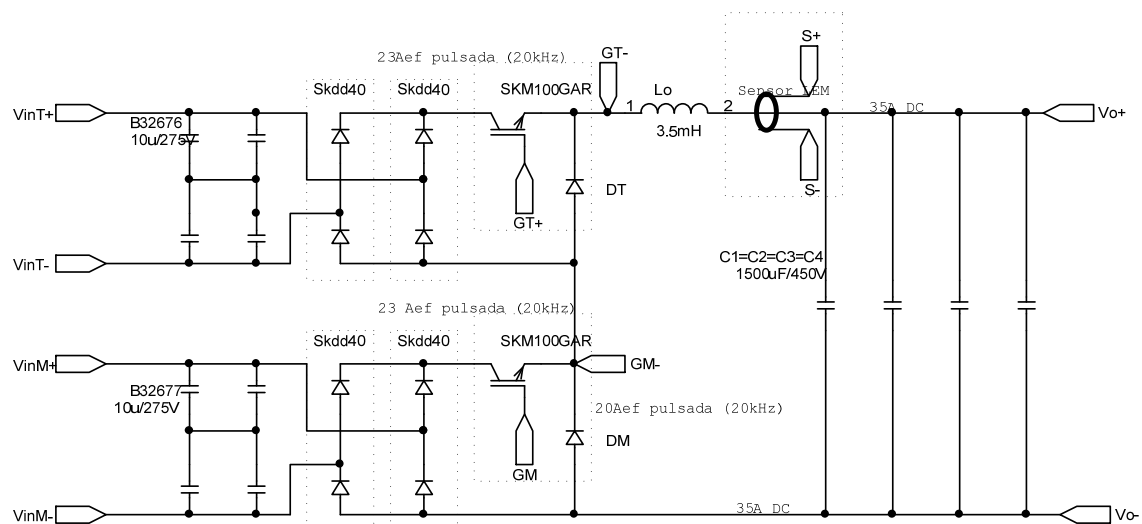 S+
23Aef pulsada (20kHz)
GT-
Skdd40
Skdd40
SKM100GAR
Lo
Sensor LEM
VinT+
1
2
35A DC
Vo+
B32676
10u/275V
3.5mH
DT
S-
GT+
VinT-
C1=C2=C3=C4
1500uF/450V
23 Aef pulsada (20kHz)
Skdd40
Skdd40
SKM100GAR
VinM+
GM-
B32677
10u/275V
20Aef pulsada (20kHz)
DM
GM
VinM-
35A DC
Vo-